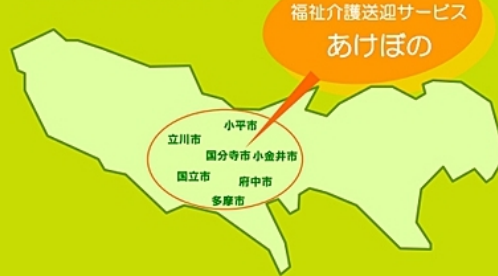 福祉介護送迎サービス
あけぼの
小平市
立川市
国分寺市 小金井市
国立市
府中市
多摩市